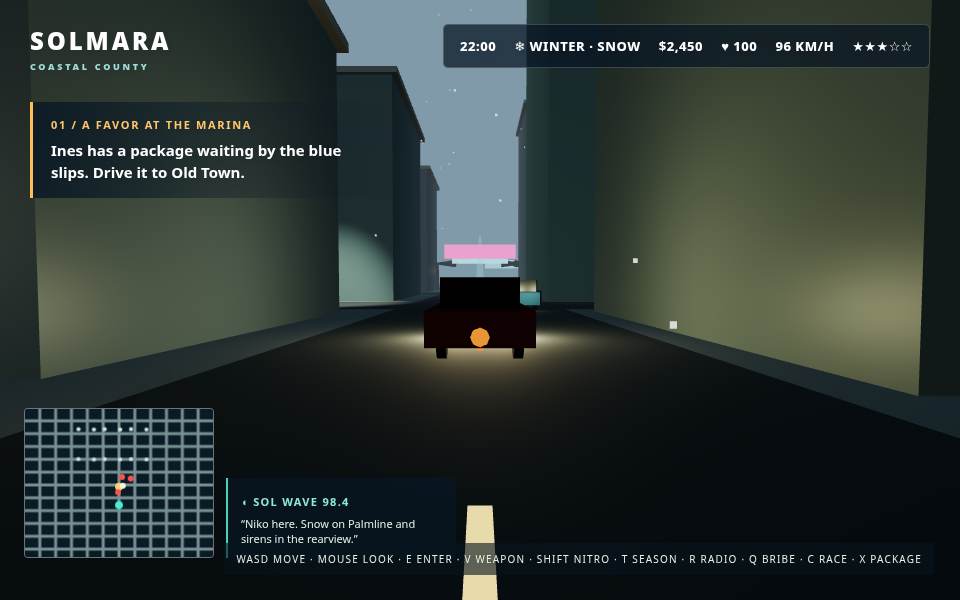 SOLMARA
COASTAL COUNTY
22:00 ❄ WINTER · SNOW $2,450 ♥ 100 96 KM/H ★★★☆☆
01 / A FAVOR AT THE MARINA
Ines has a package waiting by the blue
slips. Drive it to Old Town.
SOL WAVE 98.4
“Niko here. Snow on Palmline and
sirens in the rearview.”
WASD MOVE · MOUSE LOOK · E ENTER · V WEAPON · SHIFT NITRO · T SEASON · R RADIO · Q BRIBE · C RACE · X PACKAGE